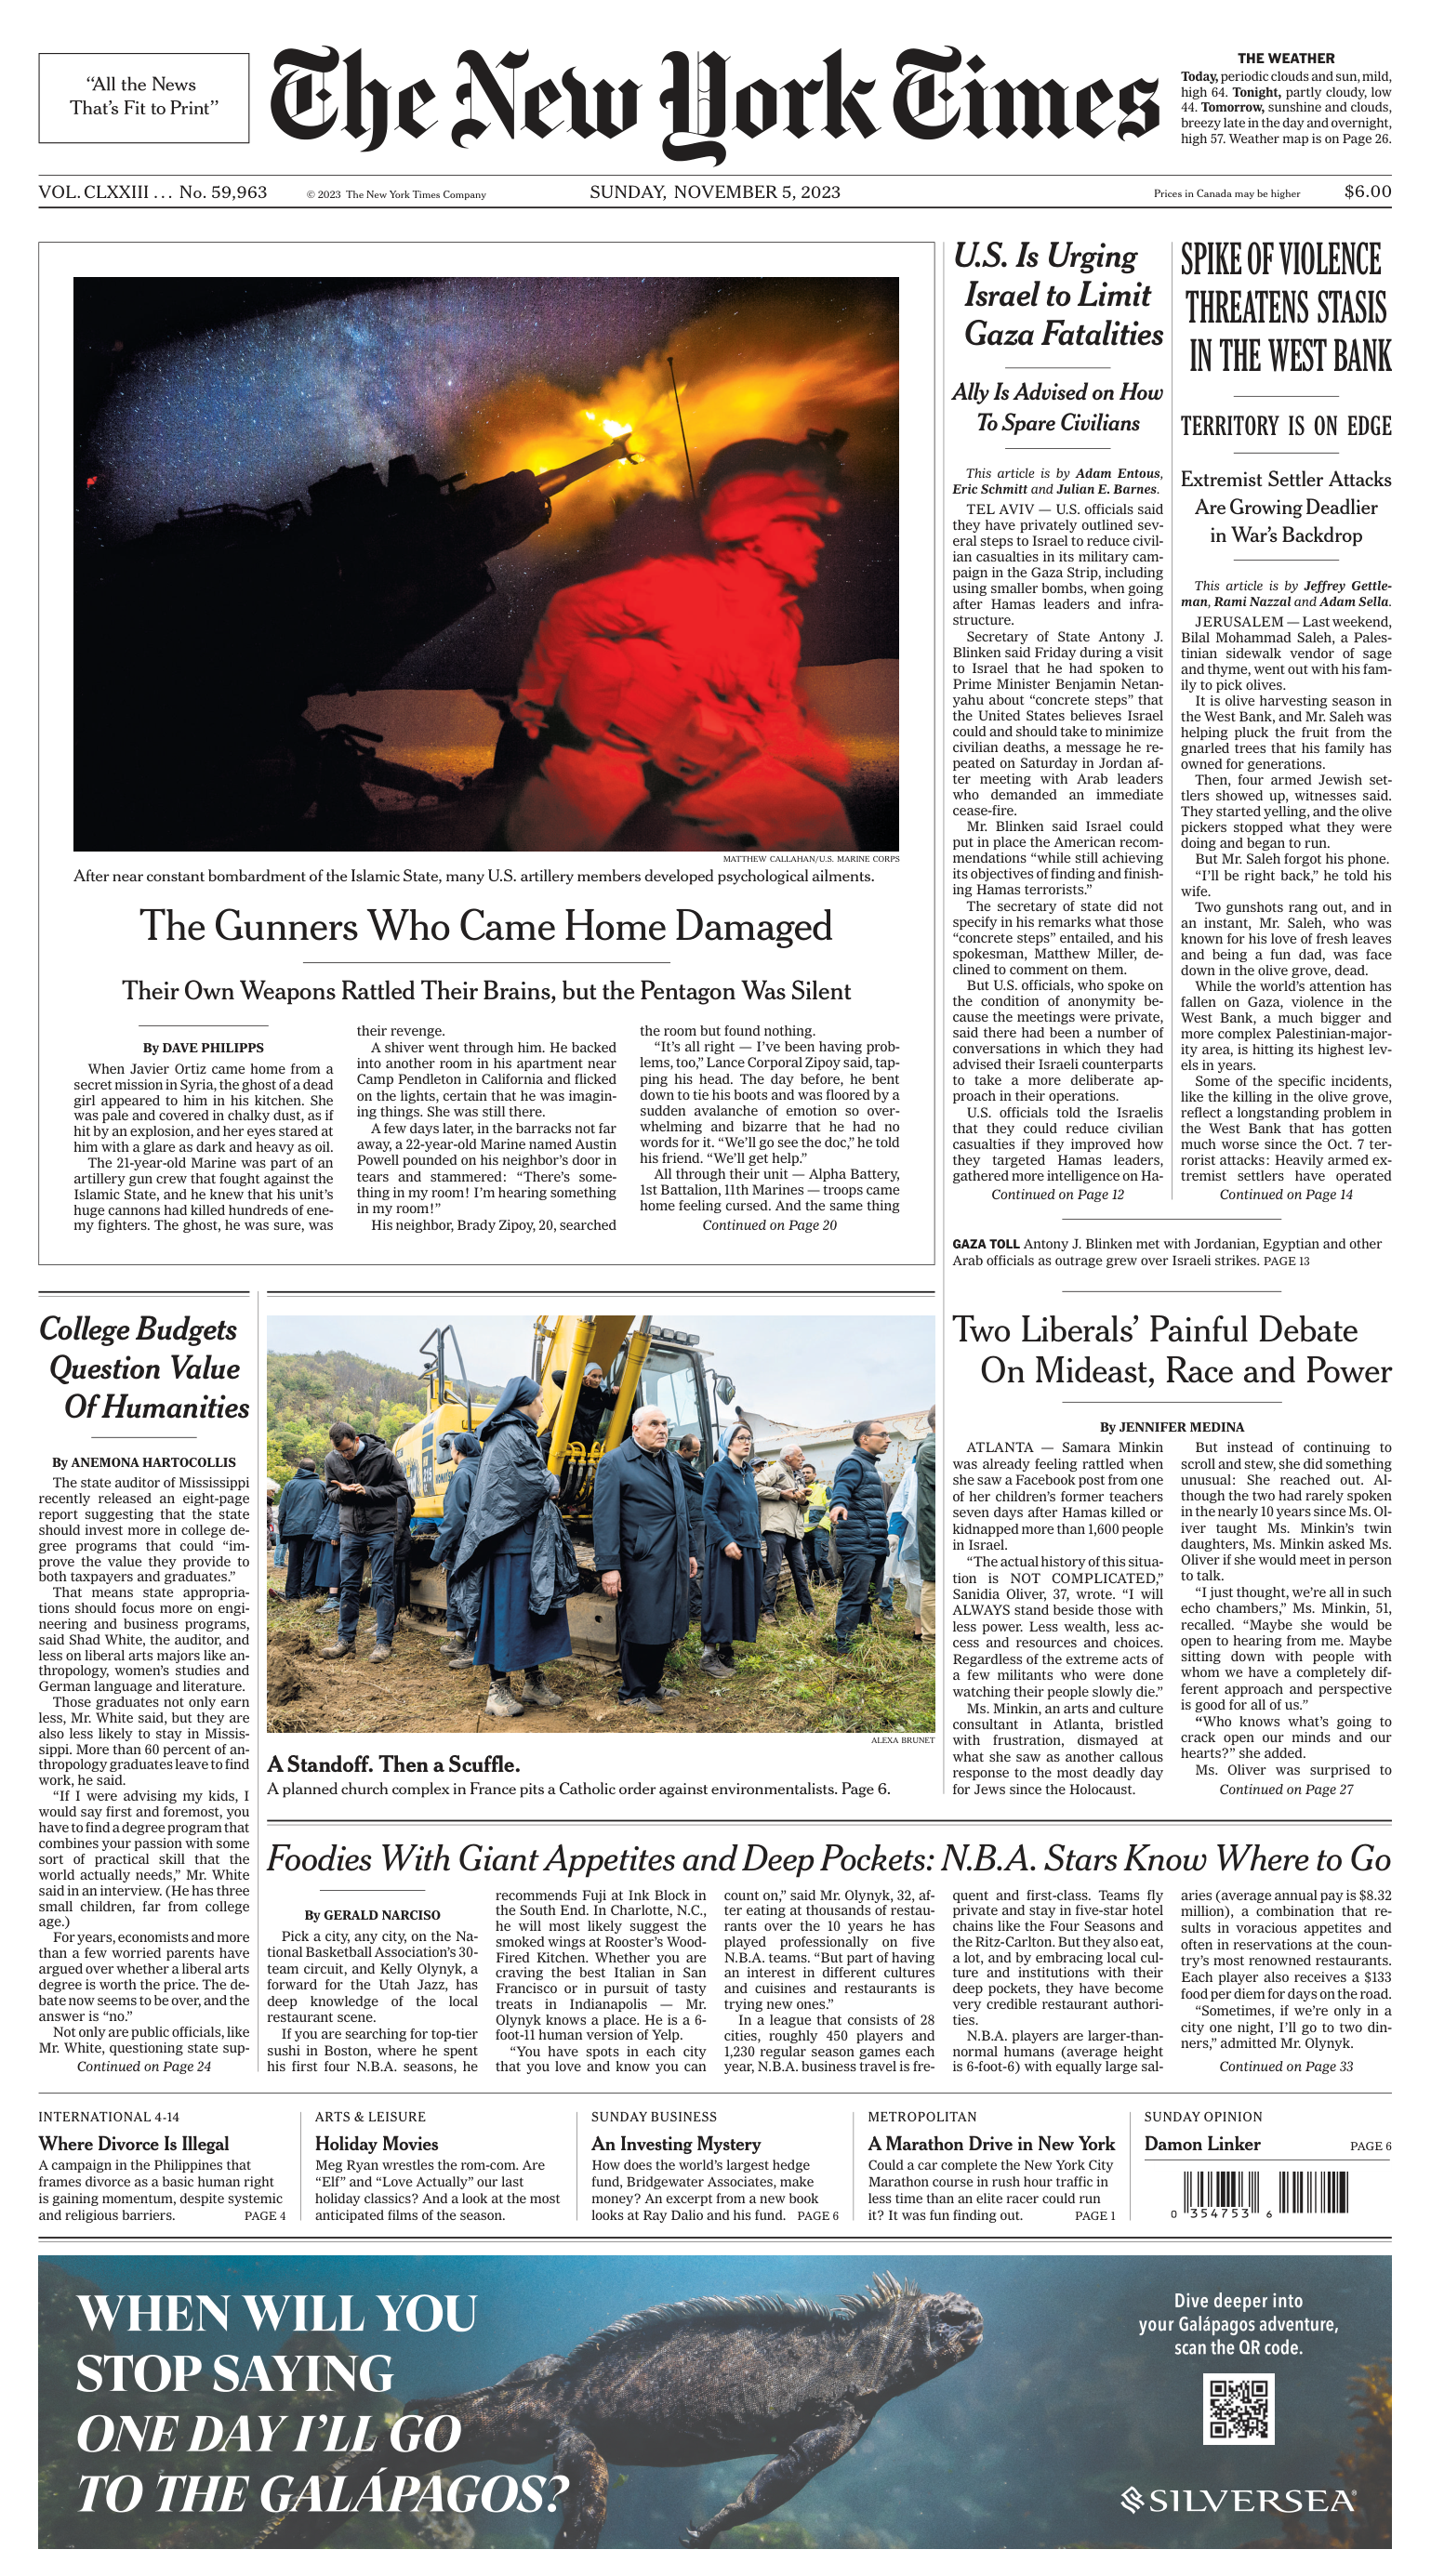 “All the News
That’s Fit to Print”
The New York Times
THE WEATHER
Today, periodic clouds and sun, mild,
high 64. Tonight, partly cloudy, low
44. Tomorrow, sunshine and clouds,
breezy late in the day and overnight,
high 57. Weather map is on Page 26.
VOL. CLXXIII . . . No. 59,963
© 2023 The New York Times Company
SUNDAY, NOVEMBER 5, 2023
Prices in Canada may be higher
$6.00
MATTHEW CALLAHAN/U.S. MARINE CORPS
After near constant bombardment of the Islamic State, many U.S. artillery members developed psychological ailments.
The Gunners Who Came Home Damaged
Their Own Weapons Rattled Their Brains, but the Pentagon Was Silent
By DAVE PHILIPPS
When Javier Ortiz came home from a
secret mission in Syria, the ghost of a dead
girl appeared to him in his kitchen. She
was pale and covered in chalky dust, as if
hit by an explosion, and her eyes stared at
him with a glare as dark and heavy as oil.
The 21-year-old Marine was part of an
artillery gun crew that fought against the
Islamic State, and he knew that his unit’s
huge cannons had killed hundreds of ene-
my fighters. The ghost, he was sure, was
their revenge.
A shiver went through him. He backed
into another room in his apartment near
Camp Pendleton in California and flicked
on the lights, certain that he was imagin-
ing things. She was still there.
A few days later, in the barracks not far
away, a 22-year-old Marine named Austin
Powell pounded on his neighbor’s door in
tears and stammered: “There’s some-
thing in my room! I’m hearing something
in my room!”
His neighbor, Brady Zipoy, 20, searched
the room but found nothing.
“It’s all right — I’ve been having prob-
lems, too,” Lance Corporal Zipoy said, tap-
ping his head. The day before, he bent
down to tie his boots and was floored by a
sudden avalanche of emotion so over-
whelming and bizarre that he had no
words for it. “We’ll go see the doc,” he told
his friend. “We’ll get help.”
All through their unit — Alpha Battery,
1st Battalion, 11th Marines — troops came
home feeling cursed. And the same thing
Continued on Page 20
U.S. Is Urging
Israel to Limit
Gaza Fatalities
Ally Is Advised on How
To Spare Civilians
This article is by Adam Entous,
Eric Schmitt and Julian E. Barnes.
TEL AVIV — U.S. officials said
they have privately outlined sev-
eral steps to Israel to reduce civil-
ian casualties in its military cam-
paign in the Gaza Strip, including
using smaller bombs, when going
after Hamas leaders and infra-
structure.
Secretary of State Antony J.
Blinken said Friday during a visit
to Israel that he had spoken to
Prime Minister Benjamin Netan-
yahu about “concrete steps” that
the United States believes Israel
could and should take to minimize
civilian deaths, a message he re-
peated on Saturday in Jordan af-
ter meeting with Arab leaders
who demanded an immediate
cease-fire.
Mr. Blinken said Israel could
put in place the American recom-
mendations “while still achieving
its objectives of finding and finish-
ing Hamas terrorists.”
The secretary of state did not
specify in his remarks what those
“concrete steps” entailed, and his
spokesman, Matthew Miller, de-
clined to comment on them.
But U.S. officials, who spoke on
the condition of anonymity be-
cause the meetings were private,
said there had been a number of
conversations in which they had
advised their Israeli counterparts
to take a more deliberate ap-
proach in their operations.
U.S. officials told the Israelis
that they could reduce civilian
casualties if they improved how
they targeted Hamas leaders,
gathered more intelligence on Ha-
Continued on Page 12
SPIKE OF VIOLENCE
THREATENS STASIS
IN THE WEST BANK
TERRITORY IS ON EDGE
Extremist Settler Attacks
Are Growing Deadlier
in War’s Backdrop
This article is by Jeffrey Gettle-
man, Rami Nazzal and Adam Sella.
JERUSALEM — Last weekend,
Bilal Mohammad Saleh, a Pales-
tinian sidewalk vendor of sage
and thyme, went out with his fam-
ily to pick olives.
It is olive harvesting season in
the West Bank, and Mr. Saleh was
helping pluck the fruit from the
gnarled trees that his family has
owned for generations.
Then, four armed Jewish set-
tlers showed up, witnesses said.
They started yelling, and the olive
pickers stopped what they were
doing and began to run.
But Mr. Saleh forgot his phone.
“I’ll be right back,” he told his
wife.
Two gunshots rang out, and in
an instant, Mr. Saleh, who was
known for his love of fresh leaves
and being a fun dad, was face
down in the olive grove, dead.
While the world’s attention has
fallen on Gaza, violence in the
West Bank, a much bigger and
more complex Palestinian-major-
ity area, is hitting its highest lev-
els in years.
Some of the specific incidents,
like the killing in the olive grove,
reflect a longstanding problem in
the West Bank that has gotten
much worse since the Oct. 7 ter-
rorist attacks: Heavily armed ex-
tremist settlers have operated
Continued on Page 14
GAZA TOLL Antony J. Blinken met with Jordanian, Egyptian and other
Arab officials as outrage grew over Israeli strikes. PAGE 13
College Budgets
Question Value
Of Humanities
By ANEMONA HARTOCOLLIS
The state auditor of Mississippi
recently released an eight-page
report suggesting that the state
should invest more in college de-
gree programs that could “im-
prove the value they provide to
both taxpayers and graduates.”
That means state appropria-
tions should focus more on engi-
neering and business programs,
said Shad White, the auditor, and
less on liberal arts majors like an-
thropology, women’s studies and
German language and literature.
Those graduates not only earn
less, Mr. White said, but they are
also less likely to stay in Missis-
sippi. More than 60 percent of an-
thropology graduates leave to find
work, he said.
“If I were advising my kids, I
would say first and foremost, you
have to find a degree program that
combines your passion with some
sort of practical skill that the
world actually needs,” Mr. White
said in an interview. (He has three
small children, far from college
age.)
For years, economists and more
than a few worried parents have
argued over whether a liberal arts
degree is worth the price. The de-
bate now seems to be over, and the
answer is “no.”
Not only are public officials, like
Mr. White, questioning state sup-
Continued on Page 24
ALEXA BRUNET
A Standoff. Then a Scuffle.
A planned church complex in France pits a Catholic order against environmentalists. Page 6.
Two Liberals’ Painful Debate
On Mideast, Race and Power
By JENNIFER MEDINA
ATLANTA — Samara Minkin
was already feeling rattled when
she saw a Facebook post from one
of her children’s former teachers
seven days after Hamas killed or
kidnapped more than 1,600 people
in Israel.
“The actual history of this situa-
tion is NOT COMPLICATED,”
Sanidia Oliver, 37, wrote. “I will
ALWAYS stand beside those with
less power. Less wealth, less ac-
cess and resources and choices.
Regardless of the extreme acts of
a few militants who were done
watching their people slowly die.”
Ms. Minkin, an arts and culture
consultant in Atlanta, bristled
with frustration, dismayed at
what she saw as another callous
response to the most deadly day
for Jews since the Holocaust.
But instead of continuing to
scroll and stew, she did something
unusual: She reached out. Al-
though the two had rarely spoken
in the nearly 10 years since Ms. Ol-
iver taught Ms. Minkin’s twin
daughters, Ms. Minkin asked Ms.
Oliver if she would meet in person
to talk.
“I just thought, we’re all in such
echo chambers,” Ms. Minkin, 51,
recalled. “Maybe she would be
open to hearing from me. Maybe
sitting down with people with
whom we have a completely dif-
ferent approach and perspective
is good for all of us.”
“Who knows what’s going to
crack open our minds and our
hearts?” she added.
Ms. Oliver was surprised to
Continued on Page 27
Foodies With Giant Appetites and Deep Pockets: N.B.A. Stars Know Where to Go
By GERALD NARCISO
Pick a city, any city, on the Na-
tional Basketball Association’s 30-
team circuit, and Kelly Olynyk, a
forward for the Utah Jazz, has
deep knowledge of the local
restaurant scene.
If you are searching for top-tier
sushi in Boston, where he spent
his first four N.B.A. seasons, he
recommends Fuji at Ink Block in
the South End. In Charlotte, N.C.,
he will most likely suggest the
smoked wings at Rooster’s Wood-
Fired Kitchen. Whether you are
craving the best Italian in San
Francisco or in pursuit of tasty
treats in Indianapolis — Mr.
Olynyk knows a place. He is a 6-
foot-11 human version of Yelp.
“You have spots in each city
that you love and know you can
count on,” said Mr. Olynyk, 32, af-
ter eating at thousands of restau-
rants over the 10 years he has
played professionally on five
N.B.A. teams. “But part of having
an interest in different cultures
and cuisines and restaurants is
trying new ones.”
In a league that consists of 28
cities, roughly 450 players and
1,230 regular season games each
year, N.B.A. business travel is fre-
quent and first-class. Teams fly
private and stay in five-star hotel
chains like the Four Seasons and
the Ritz-Carlton. But they also eat,
a lot, and by embracing local cul-
ture and institutions with their
deep pockets, they have become
very credible restaurant authori-
ties.
N.B.A. players are larger-than-
normal humans (average height
is 6-foot-6) with equally large sal-
aries (average annual pay is $8.32
million), a combination that re-
sults in voracious appetites and
often in reservations at the coun-
try’s most renowned restaurants.
Each player also receives a $133
food per diem for days on the road.
“Sometimes, if we’re only in a
city one night, I’ll go to two din-
ners,” admitted Mr. Olynyk.
Continued on Page 33
INTERNATIONAL 4-14
Where Divorce Is Illegal
A campaign in the Philippines that
frames divorce as a basic human right
is gaining momentum, despite systemic
and religious barriers. PAGE 4
ARTS & LEISURE
Holiday Movies
Meg Ryan wrestles the rom-com. Are
“Elf” and “Love Actually” our last
holiday classics? And a look at the most
anticipated films of the season.
SUNDAY BUSINESS
An Investing Mystery
How does the world’s largest hedge
fund, Bridgewater Associates, make
money? An excerpt from a new book
looks at Ray Dalio and his fund. PAGE 6
METROPOLITAN
A Marathon Drive in New York
Could a car complete the New York City
Marathon course in rush hour traffic in
less time than an elite racer could run
it? It was fun finding out. PAGE 1
SUNDAY OPINION
Damon Linker PAGE 6
0 354753 6
WHEN WILL YOU
STOP SAYING
ONE DAY I’LL GO
TO THE GALÁPAGOS?
Dive deeper into
your Galápagos adventure,
scan the QR code.
SILVERSEA